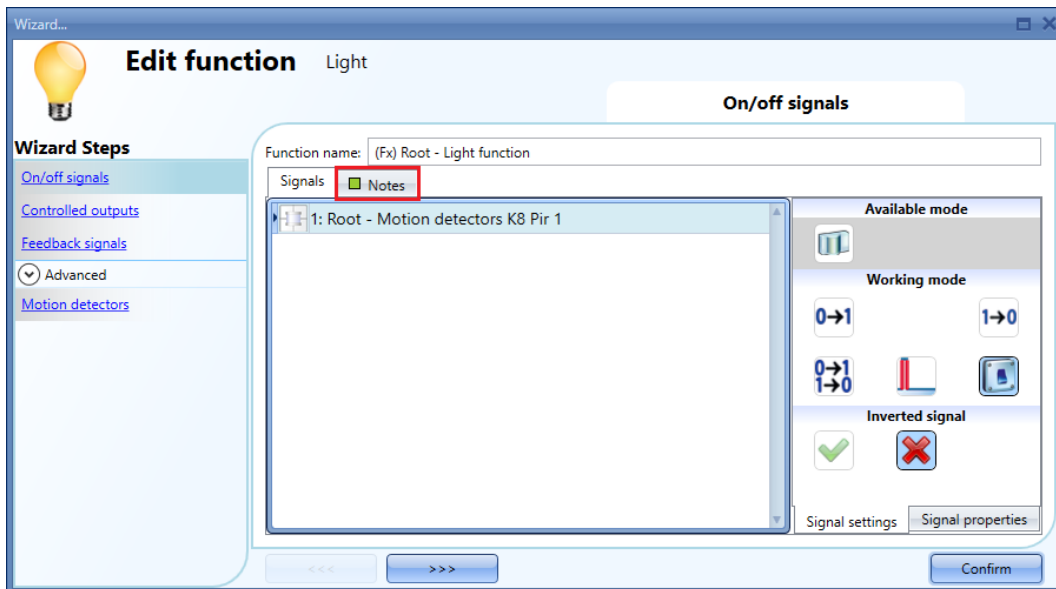 Wizard...
Edit function Light
On/off signals
Wizard Steps
On/off signals
Controlled outputs
Feedback signals
Advanced
Motion detectors
Function name: (Fx) Root - Light function
Signals Notes
1: Root - Motion detectors K8 Pir 1
Available mode
Working mode
0→1 1→0
0→1
1→0
Inverted signal
Signal settings Signal properties
<<< >>> Confirm